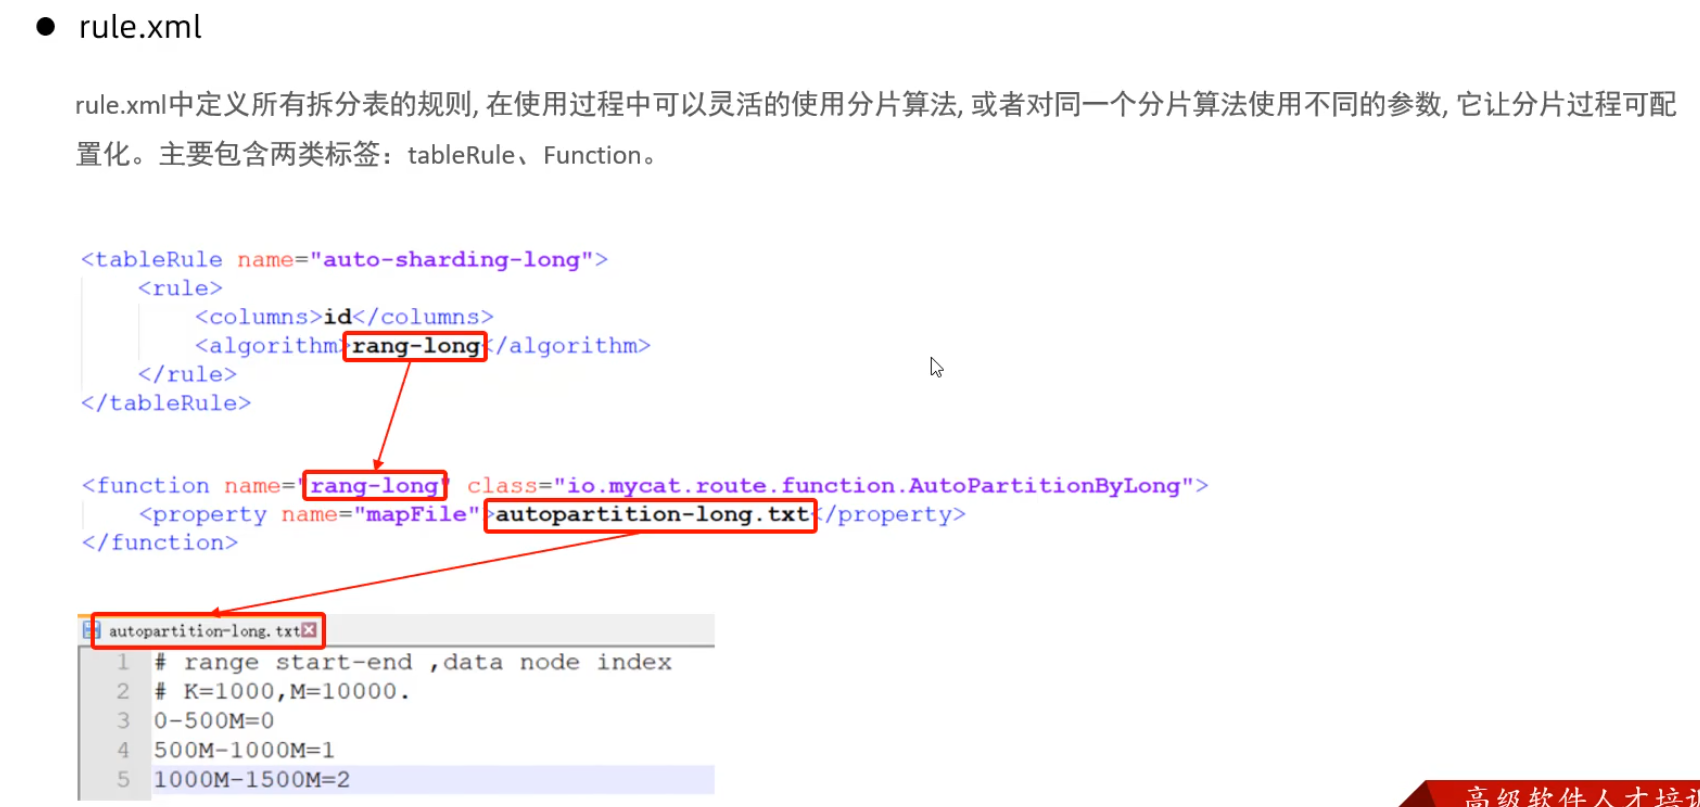 ● rule.xml
rule.xml中定义所有拆分表的规则, 在使用过程中可以灵活的使用分片算法, 或者对同一个分片算法使用不同的参数, 它让分片过程可配
置化。主要包含两类标签：tableRule、Function。
<tableRule name="auto-sharding-long">
<rule>
<columns>id</columns>
<algorithm>rang-long</algorithm>
</rule>
</tableRule>
<function name="rang-long" class="io.mycat.route.function.AutoPartitionByLong">
<property name="mapFile">autopartition-long.txt</property>
</function>
autopartition-long.txt
1 # range start-end ,data node index
2 # K=1000,M=10000.
3 0-500M=0
4 500M-1000M=1
5 1000M-1500M=2
高级软件人才培训